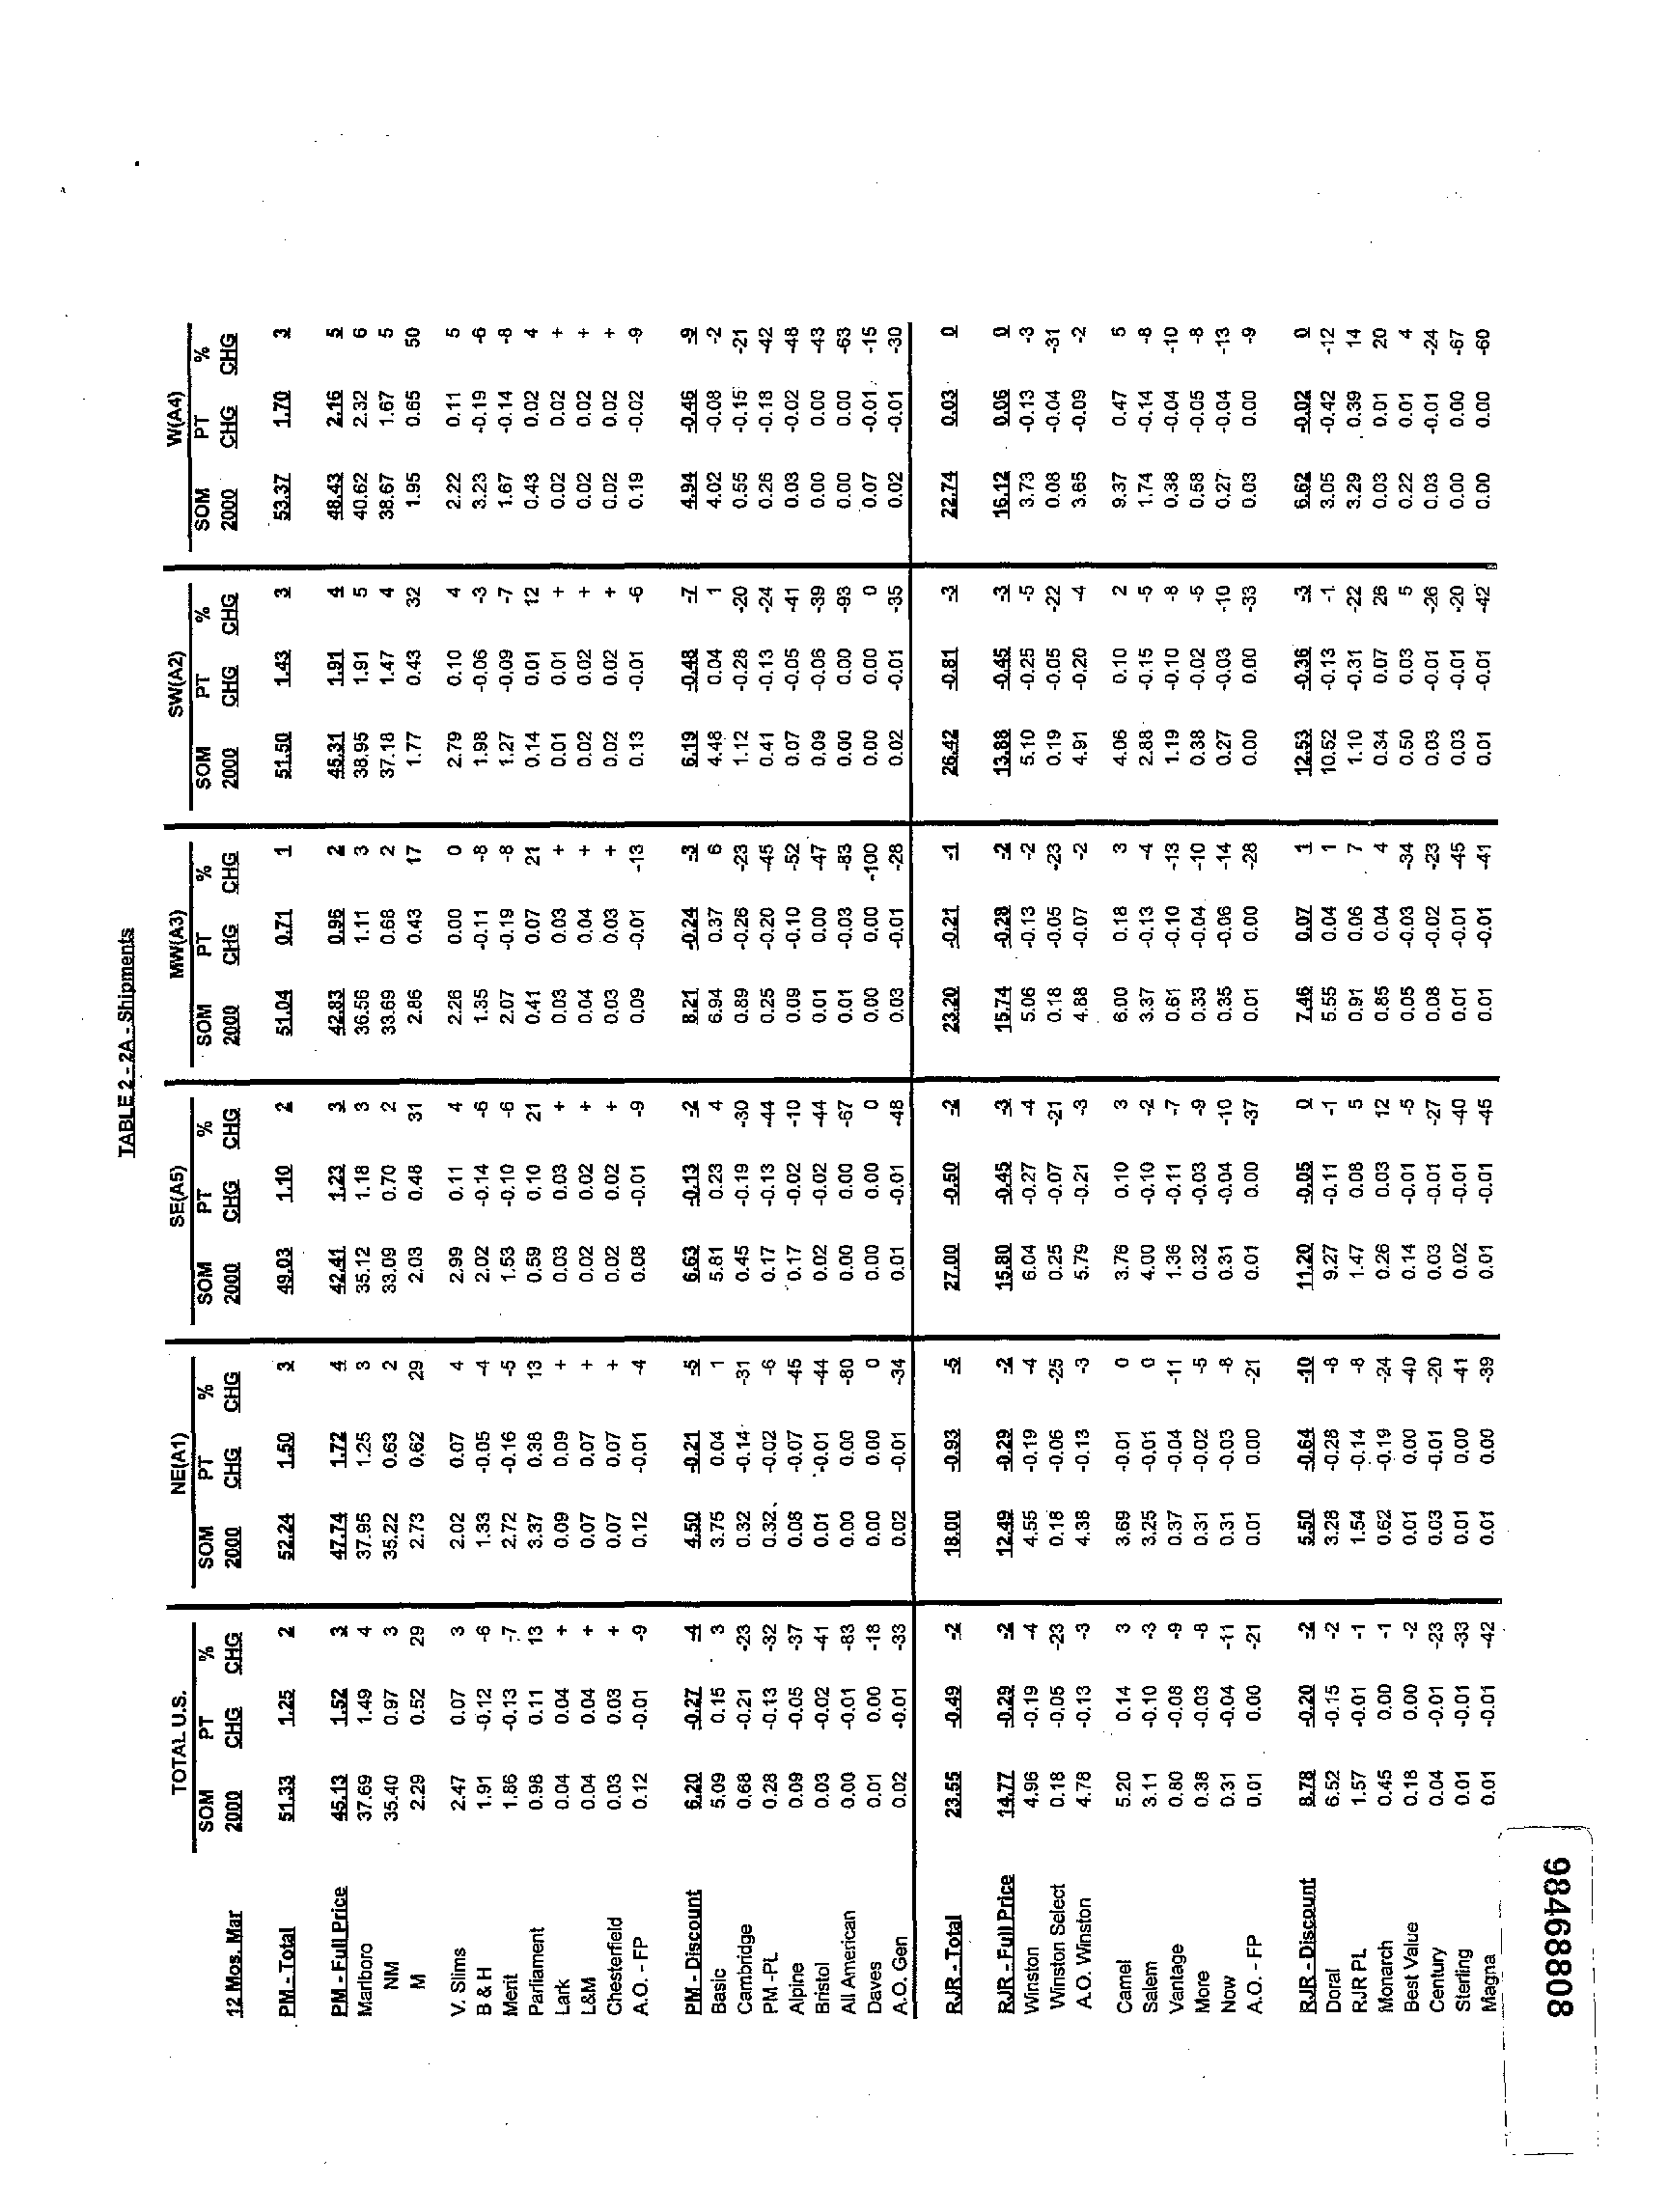 TABLE 2 - 2A - Shipments
TOTAL U.S. NE(A1) SE(A5) MW(A3) SW(A2) W(A4)
SOM PT % SOM PT % SOM PT % SOM PT % SOM PT % SOM PT %
12 Mos. Mar 2000 CHG CHG 2000 CHG CHG 2000 CHG CHG 2000 CHG CHG 2000 CHG CHG 2000 CHG CHG
PM - Total 51.33 1.25 2 52.24 1.50 3 49.03 1.10 2 51.04 0.71 1 51.50 1.43 3 53.37 1.70 3
PM - Full Price 45.13 1.52 3 47.74 1.72 4 42.41 1.23 3 42.83 0.96 2 45.31 1.91 4 48.43 2.16 5
Marlboro 37.69 1.49 4 37.95 1.25 3 35.12 1.18 3 36.56 1.11 3 38.95 1.91 5 40.62 2.32 6
NM 35.40 0.97 3 35.22 0.63 2 33.09 0.70 2 33.69 0.68 2 37.18 1.47 4 38.67 1.67 5
M 2.29 0.52 29 2.73 0.62 29 2.03 0.48 31 2.86 0.43 17 1.77 0.43 32 1.95 0.65 50
V. Slims 2.47 0.07 3 2.02 0.07 4 2.99 0.11 4 2.26 0.00 0 2.79 0.10 4 2.22 0.11 5
B & H 1.91 -0.12 -6 1.33 -0.05 -4 2.02 -0.14 -6 1.35 -0.11 -8 1.98 -0.06 -3 3.23 -0.19 -6
Merit 1.86 -0.13 -7 2.72 -0.16 -5 1.53 -0.10 -6 2.07 -0.19 -8 1.27 -0.09 -7 1.67 -0.14 -8
Parliament 0.98 0.11 13 3.37 0.38 13 0.59 0.10 21 0.41 0.07 21 0.14 0.01 12 0.43 0.02 4
Lark 0.04 0.04 + 0.09 0.09 + 0.03 0.03 + 0.03 0.03 + 0.01 0.01 + 0.02 0.02 +
L&M 0.04 0.04 + 0.07 0.07 + 0.02 0.02 + 0.04 0.04 + 0.02 0.02 + 0.02 0.02 +
Chesterfield 0.03 0.03 + 0.07 0.07 + 0.02 0.02 + 0.03 0.03 + 0.02 0.02 + 0.02 0.02 +
A.O. - FP 0.12 -0.01 -9 0.12 -0.01 -4 0.08 -0.01 -9 0.09 -0.01 -13 0.13 -0.01 -6 0.19 -0.02 -9
PM - Discount 6.20 -0.27 -4 4.50 -0.21 -5 6.63 -0.13 -2 8.21 -0.24 -3 6.19 -0.48 -7 4.94 -0.46 -9
Basic 5.09 0.15 3 3.75 0.04 1 5.81 0.23 4 6.94 0.37 6 4.48 0.04 1 4.02 -0.08 -2
Cambridge 0.68 -0.21 -23 0.32 -0.14 -31 0.45 -0.19 -30 0.89 -0.26 -23 1.12 -0.28 -20 0.55 -0.15 -21
PM -PL 0.28 -0.13 -32 0.32 -0.02 -6 0.17 -0.13 -44 0.25 -0.20 -45 0.41 -0.13 -24 0.26 -0.18 -42
Alpine 0.09 -0.05 -37 0.08 -0.07 -45 0.17 -0.02 -10 0.09 -0.10 -52 0.07 -0.05 -41 0.03 -0.02 -48
Bristol 0.03 -0.02 -41 0.01 -0.01 -44 0.02 -0.02 -44 0.01 0.00 -47 0.09 -0.06 -39 0.00 0.00 -43
All American 0.00 -0.01 -83 0.00 0.00 -80 0.00 0.00 -67 0.01 -0.03 -83 0.00 0.00 -93 0.00 0.00 -63
Daves 0.01 0.00 -18 0.00 0.00 0 0.00 0.00 0 0.00 0.00 -100 0.00 0.00 0 0.07 -0.01 -15
A.O. Gen 0.02 -0.01 -33 0.02 -0.01 -34 0.01 -0.01 -48 0.03 -0.01 -28 0.02 -0.01 -35 0.02 -0.01 -30
RJR - Total 23.55 -0.49 -2 18.00 -0.93 -5 27.00 -0.50 -2 23.20 -0.21 -1 26.42 -0.81 -3 22.74 0.03 0
RJR - Full Price 14.77 -0.29 -2 12.49 -0.29 -2 15.80 -0.45 -3 15.74 -0.28 -2 13.88 -0.45 -3 16.12 0.06 0
Winston 4.96 -0.19 -4 4.55 -0.19 -4 6.04 -0.27 -4 5.06 -0.13 -2 5.10 -0.25 -5 3.73 -0.13 -3
Winston Select 0.18 -0.05 -23 0.18 -0.06 -25 0.25 -0.07 -21 0.18 -0.05 -23 0.19 -0.05 -22 0.08 -0.04 -31
A.O. Winston 4.78 -0.13 -3 4.38 -0.13 -3 5.79 -0.21 -3 4.88 -0.07 -2 4.91 -0.20 -4 3.65 -0.09 -2
Camel 5.20 0.14 3 3.69 -0.01 0 3.76 0.10 3 6.00 0.18 3 4.06 0.10 2 9.37 0.47 5
Salem 3.11 -0.10 -3 3.25 -0.01 0 4.00 -0.10 -2 3.37 -0.13 -4 2.88 -0.15 -5 1.74 -0.14 -8
Vantage 0.80 -0.08 -9 0.37 -0.04 -11 1.36 -0.11 -7 0.61 -0.10 -13 1.19 -0.10 -8 0.38 -0.04 -10
More 0.38 -0.03 -8 0.31 -0.02 -5 0.32 -0.03 -9 0.33 -0.04 -10 0.38 -0.02 -5 0.58 -0.05 -8
Now 0.31 -0.04 -11 0.31 -0.03 -8 0.31 -0.04 -10 0.35 -0.06 -14 0.27 -0.03 -10 0.27 -0.04 -13
A.O. - FP 0.01 0.00 -21 0.01 0.00 -21 0.01 0.00 -37 0.01 0.00 -28 0.00 0.00 -33 0.03 0.00 -9
RJR - Discount 8.78 -0.20 -2 5.50 -0.64 -10 11.20 -0.05 0 7.46 0.07 1 12.53 -0.36 -3 6.62 -0.02 0
Doral 6.52 -0.15 -2 3.28 -0.28 -8 9.27 -0.11 -1 5.55 0.04 1 10.52 -0.13 -1 3.05 -0.42 -12
RJR PL 1.57 -0.01 -1 1.54 -0.14 -8 1.47 0.08 5 0.91 0.06 7 1.10 -0.31 -22 3.29 0.39 14
Monarch 0.45 0.00 -1 0.62 -0.19 -24 0.26 0.03 12 0.85 0.04 4 0.34 0.07 26 0.03 0.01 20
Best Value 0.18 0.00 -2 0.01 0.00 -40 0.14 -0.01 -5 0.05 -0.03 -34 0.50 0.03 5 0.22 0.01 4
Century 0.04 -0.01 -23 0.03 -0.01 -20 0.03 -0.01 -27 0.08 -0.02 -23 0.03 -0.01 -26 0.03 -0.01 -24
Sterling 0.01 -0.01 -33 0.01 0.00 -41 0.02 -0.01 -40 0.01 -0.01 -45 0.03 -0.01 -20 0.00 0.00 -67
Magna 0.01 -0.01 -42 0.01 0.00 -39 0.01 -0.01 -45 0.01 -0.01 -41 0.01 -0.01 -42 0.00 0.00 -60
98468808